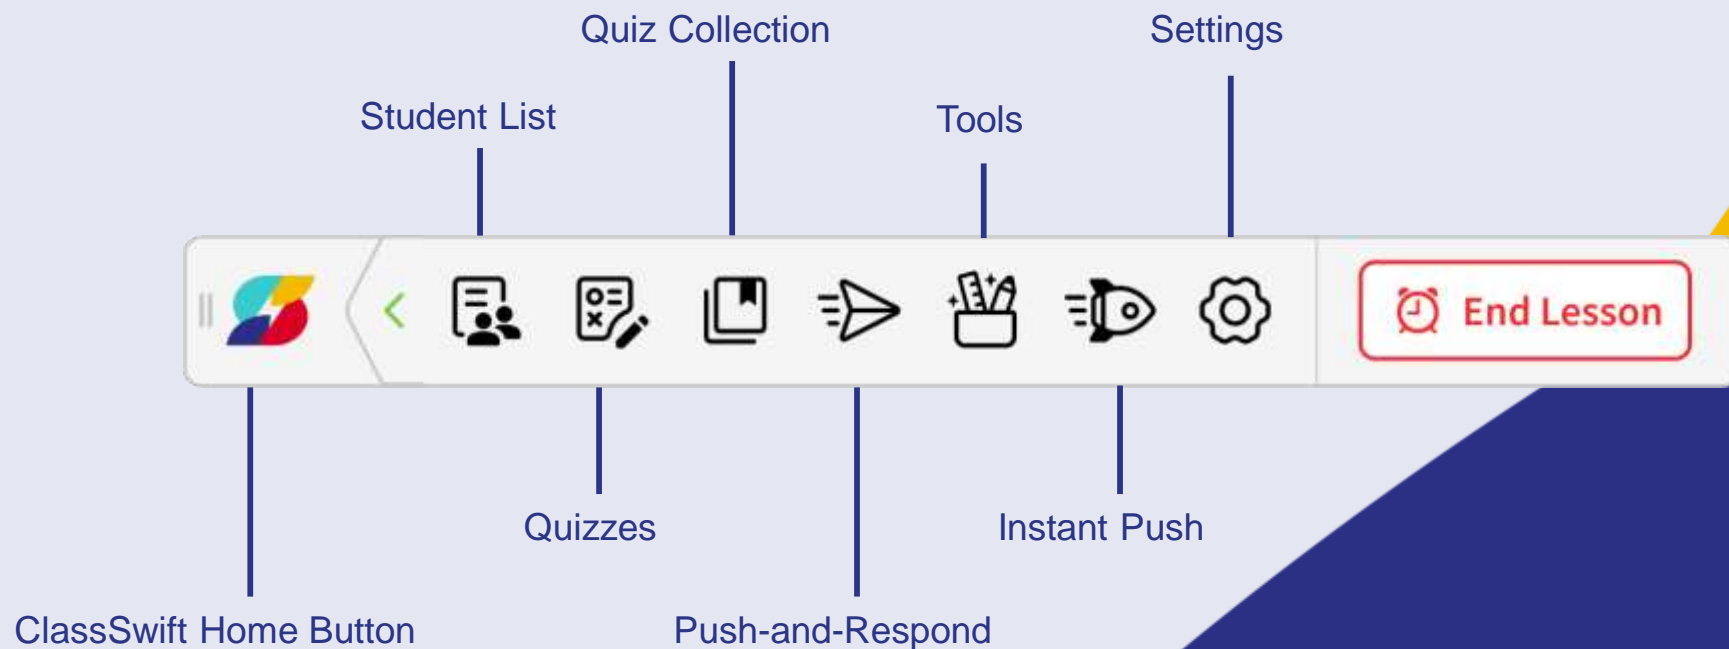 Quiz Collection
Settings
Student List
Tools
End Lesson
Quizzes
Instant Push
ClassSwift Home Button
Push-and-Respond